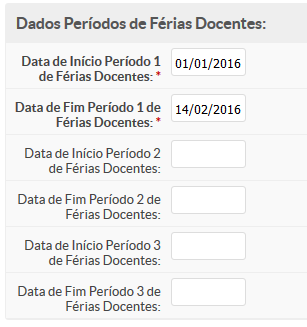 Dados Períodos de Férias Docentes:
Data de Início Período 1 01/01/2016
de Férias Docentes: *
Data de Fim Período 1 de 14/02/2016
Férias Docentes: *
Data de Início Período 2
de Férias Docentes:
Data de Fim Período 2 de
Férias Docentes:
Data de Início Período 3
de Férias Docentes:
Data de Fim Período 3 de
Férias Docentes: